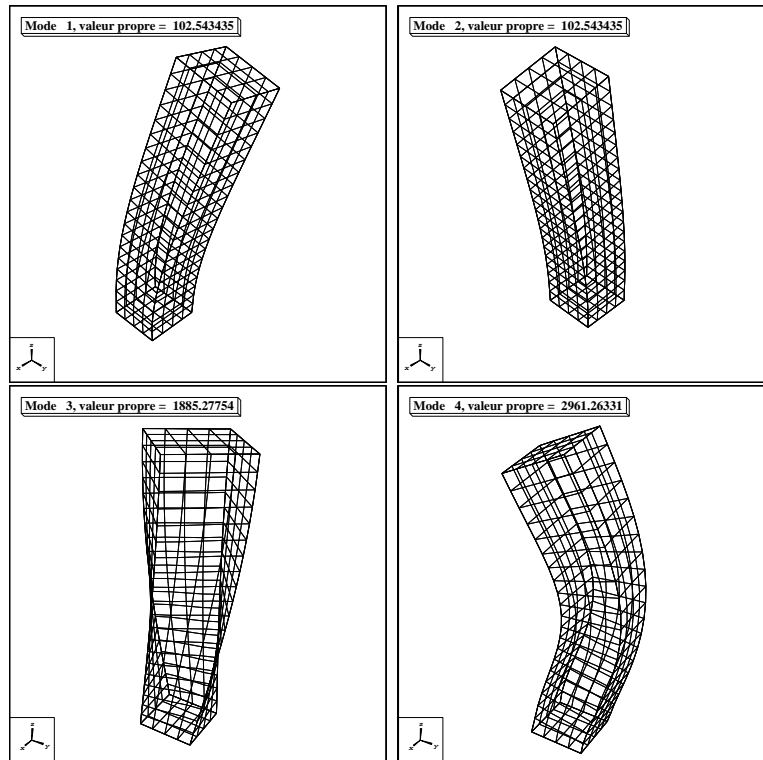 Mode 1, valeur propre = 102.543435
Mode 2, valeur propre = 102.543435
z
x y
z
x y
Mode 3, valeur propre = 1885.27754
Mode 4, valeur propre = 2961.26331
z
x y
z
x y